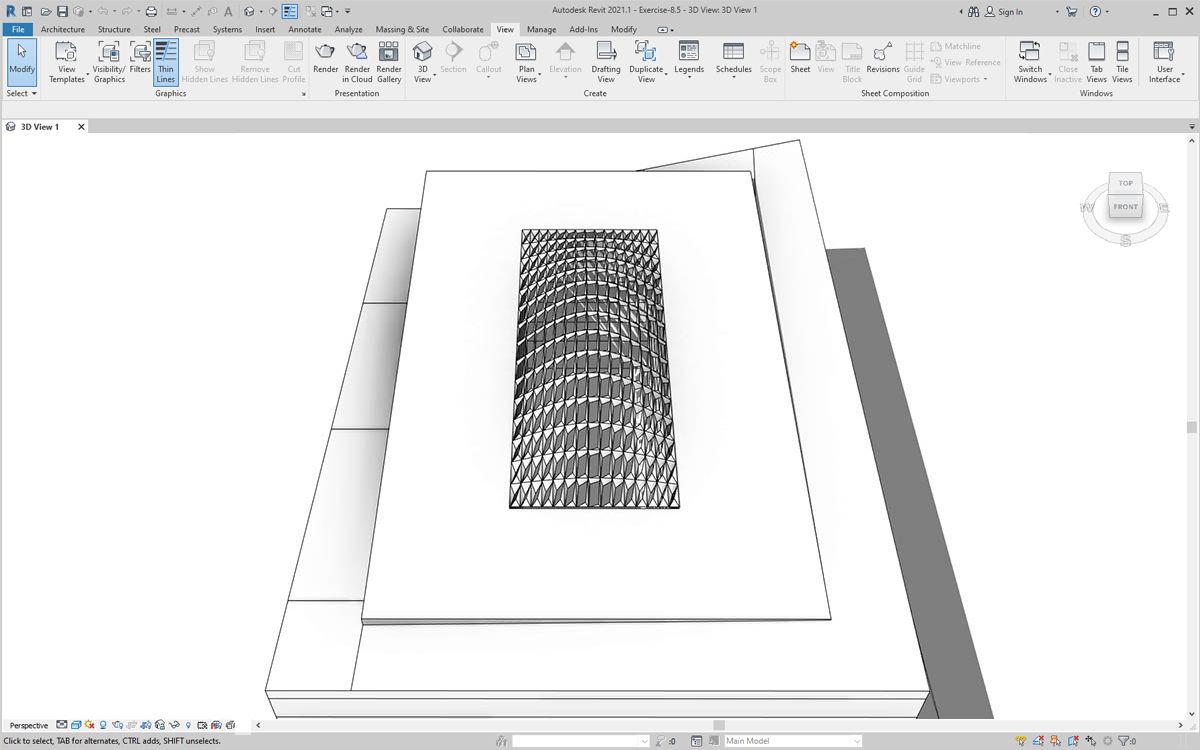 Autodesk Revit 2021.1 - Exercise-8.5 - 3D View: 3D View 1
Sign In
File Architecture Structure Steel Precast Systems Insert Annotate Analyze Massing & Site Collaborate View Manage Add-Ins Modify
Modify
View Templates
Visibility/ Graphics
Filters
Thin Lines
Show Hidden Lines
Remove Hidden Lines
Cut Profile
Render
Render in Cloud
Render Gallery
3D View
Section
Callout
Plan Views
Elevation
Drafting View
Duplicate View
Legends
Schedules
Scope Box
Sheet
View
Title Block
Revisions
Guide Grid
Matchline
View Reference
Viewports
Switch Windows
Close Inactive
Tab Views
Tile Views
User Interface
Select Graphics Presentation Create Sheet Composition Windows
3D View 1
TOP
FRONT
W E
S
Perspective
Click to select, TAB for alternates, CTRL adds, SHIFT unselects.
:0
Main Model
:0